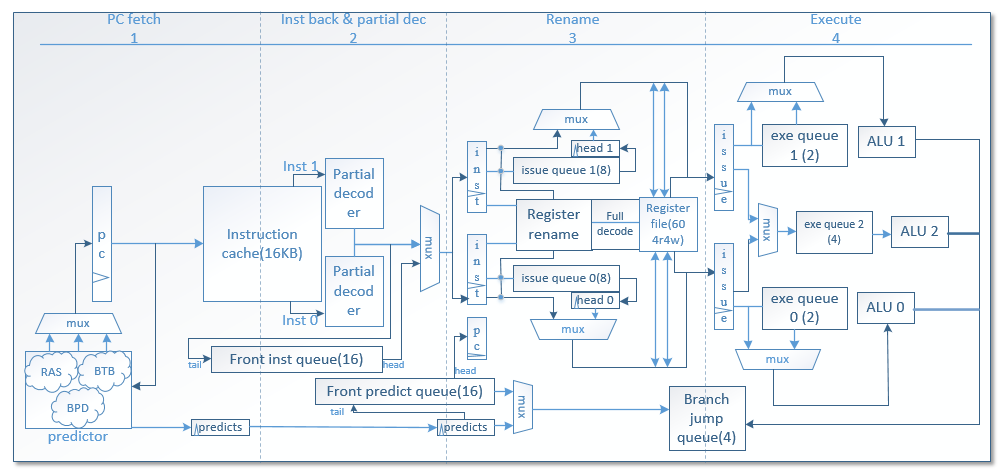 PC fetch
1
Inst back & partial dec
2
Rename
3
Execute
4
mux
mux
head 1
issue queue 1(8)
inst
issue
exe queue
1 (2)
ALU 1
Inst 1
Partial
decod
er
pc
Instruction
cache(16KB)
mux
Register
rename
Full
decode
Register
file(60
4r4w)
mux
exe queue 2
(4)
ALU 2
Partial
decod
er
Inst 0
inst
issue queue 0(8)
head 0
mux
issue
exe queue
0 (2)
ALU 0
mux
mux
RAS
BTB
BPD
predictor
tail
Front inst queue(16)
head
pc
head
Front predict queue(16)
tail
mux
predicts
predicts
Branch
jump
queue(4)